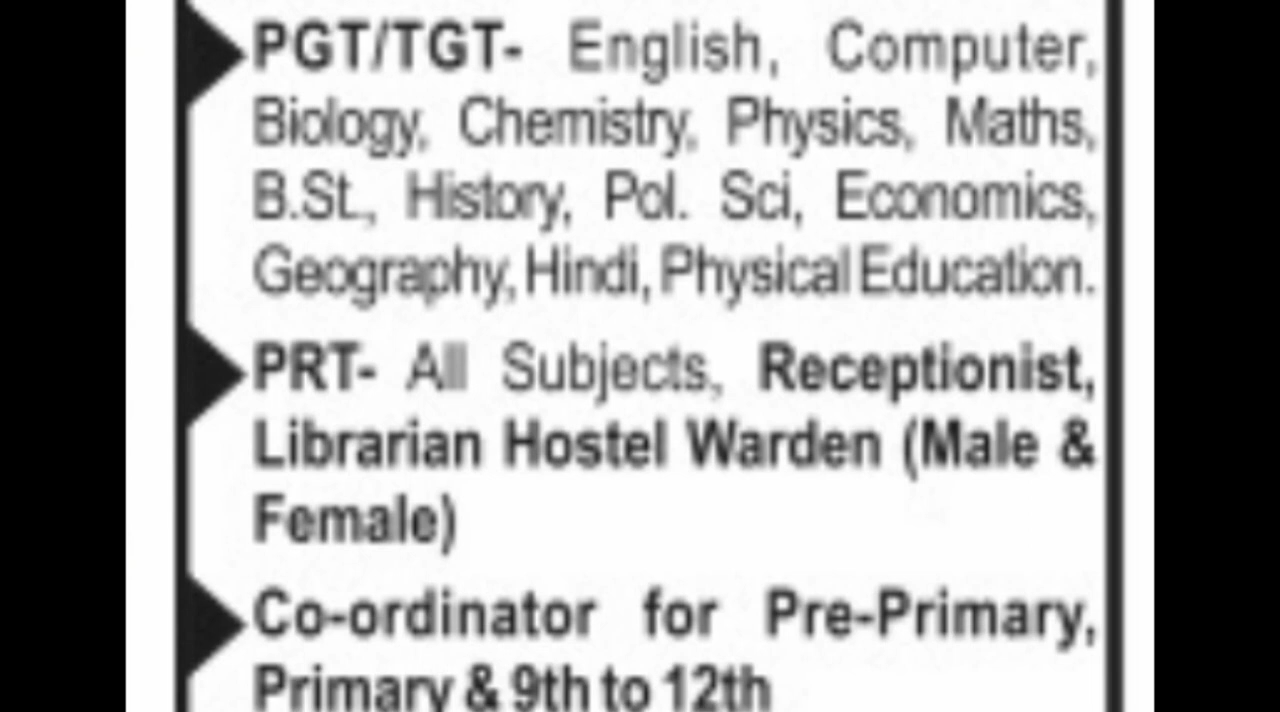 PGT/TGT- English, Computer,
Biology, Chemistry, Physics, Maths,
B.St., History, Pol. Sci, Economics,
Geography, Hindi, Physical Education.
PRT- All Subjects, Receptionist,
Librarian Hostel Warden (Male &
Female)
Co-ordinator for Pre-Primary,
Primary & 9th to 12th